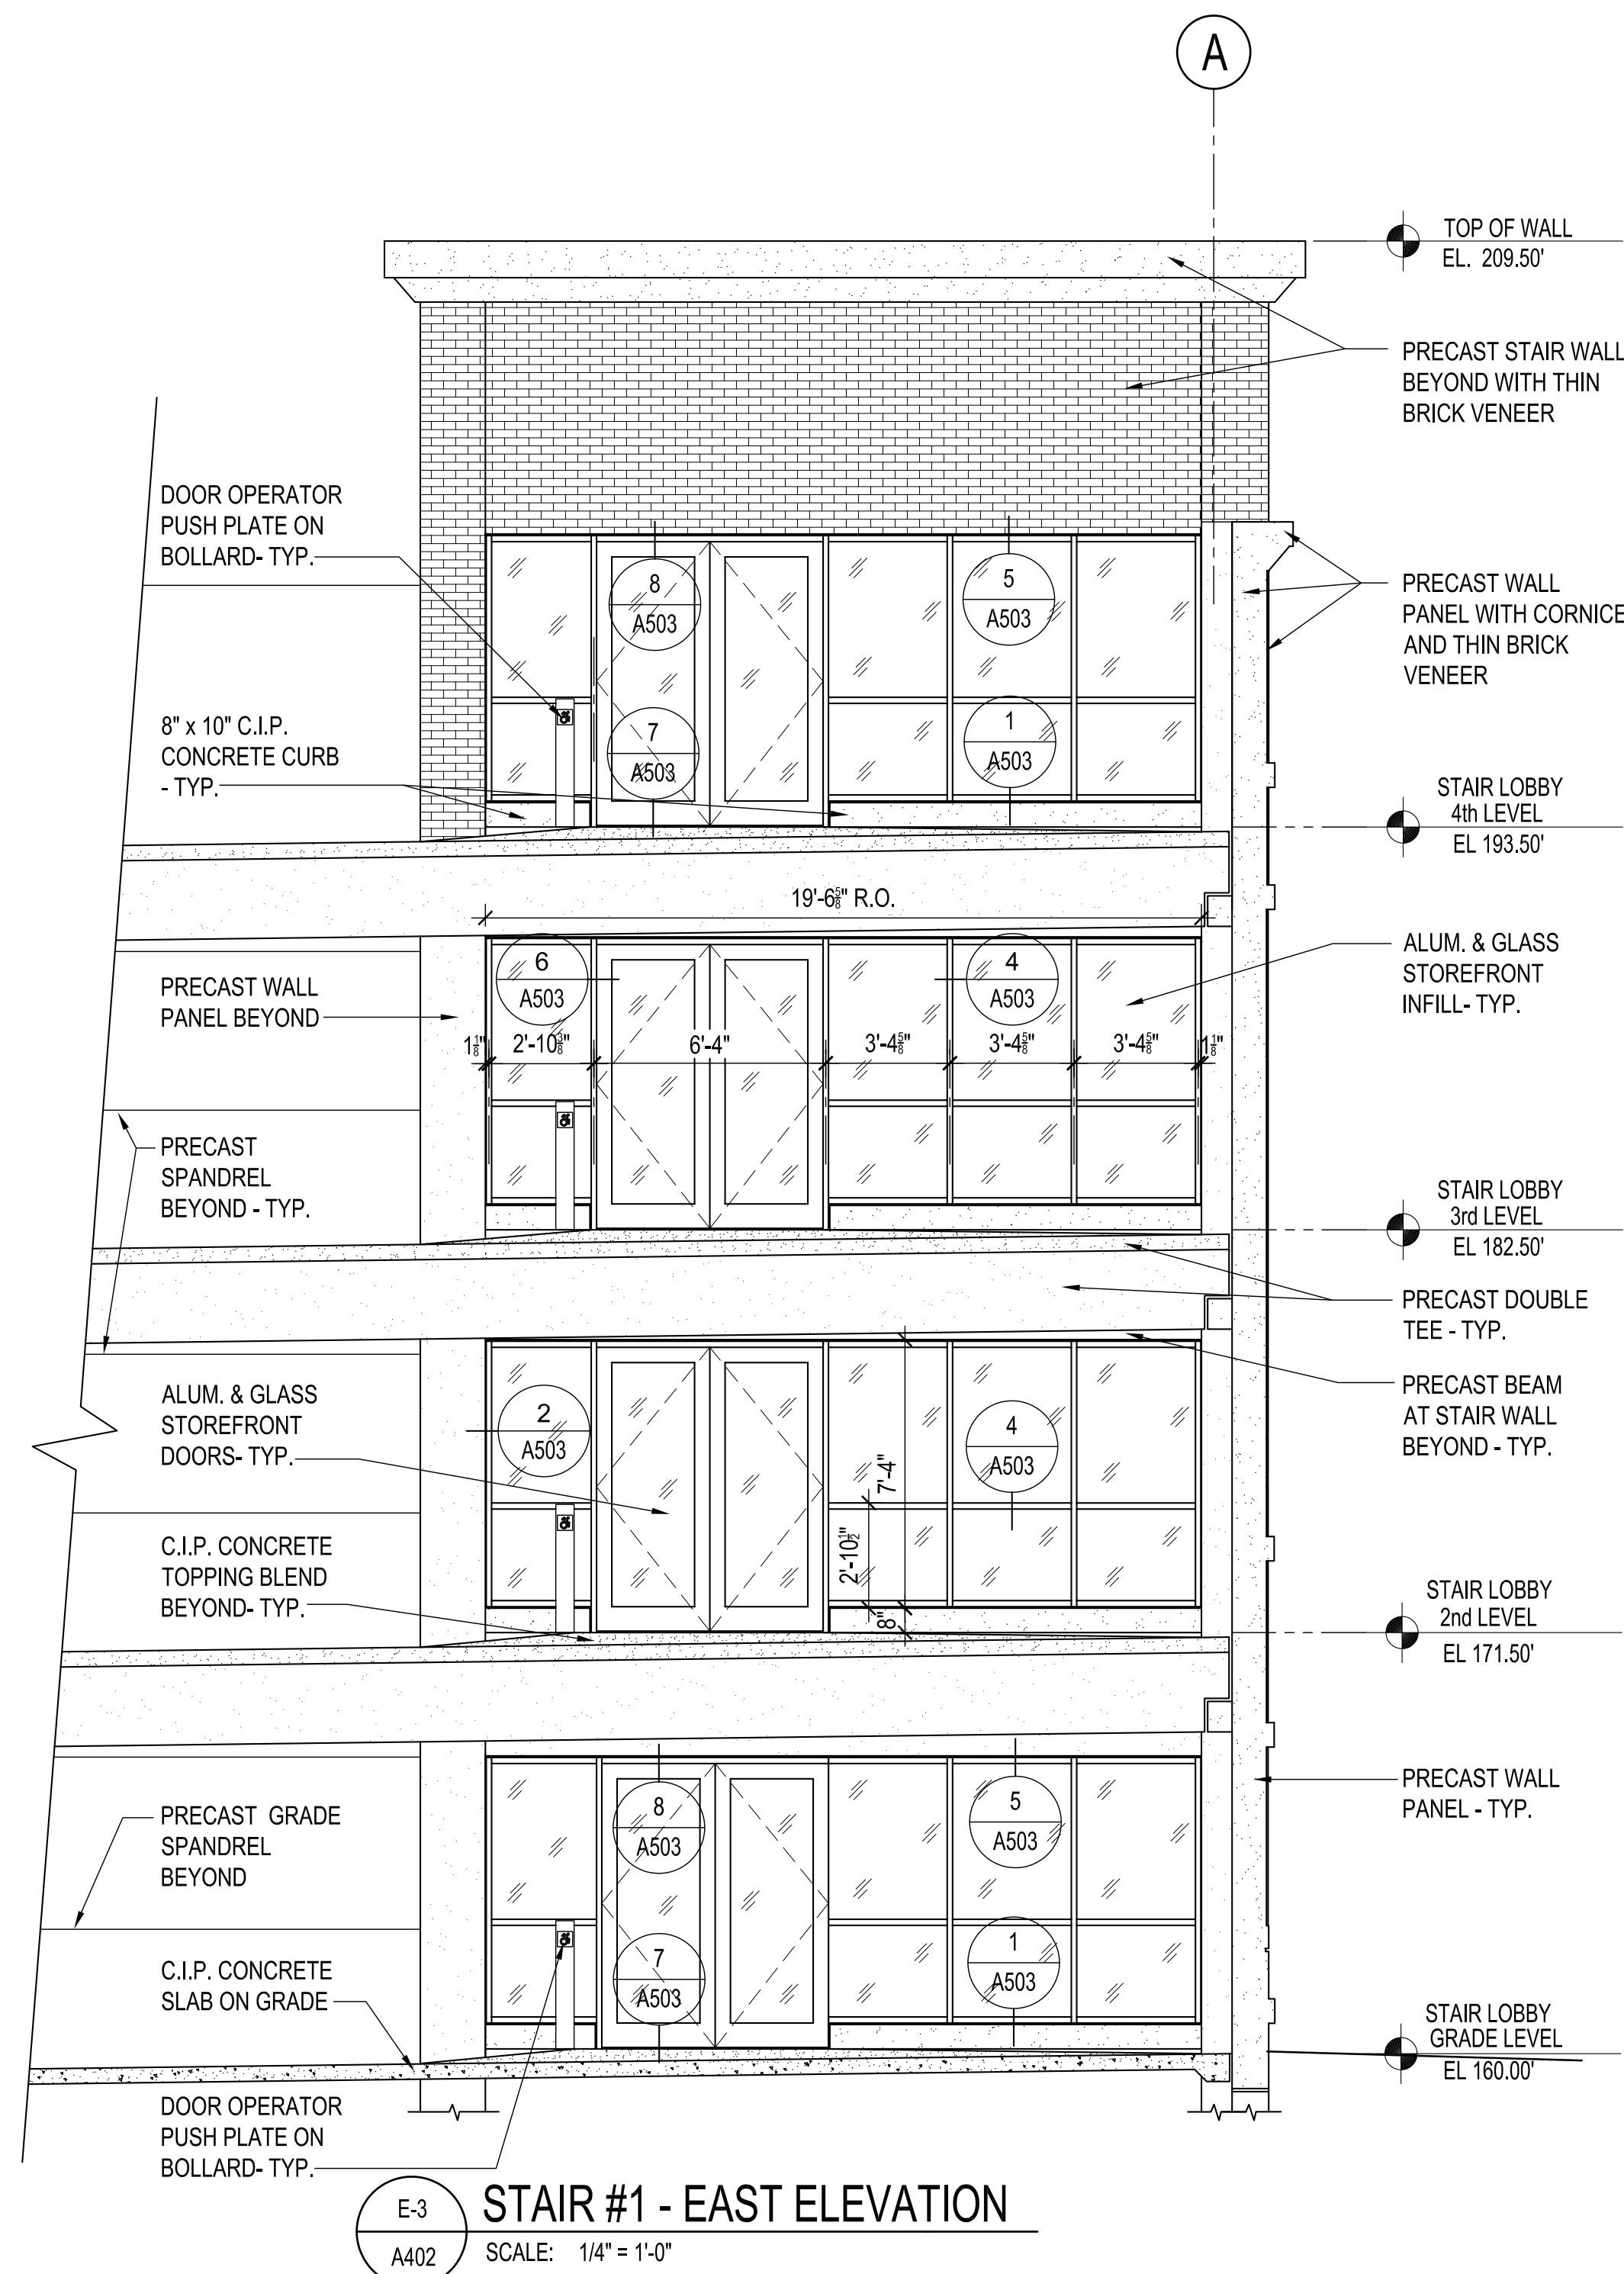 A
TOP OF WALL
EL. 209.50'
PRECAST STAIR WALL
BEYOND WITH THIN
BRICK VENEER
DOOR OPERATOR
PUSH PLATE ON
BOLLARD- TYP.
8
A503
5
A503
PRECAST WALL
PANEL WITH CORNICE
AND THIN BRICK
VENEER
8" x 10" C.I.P.
CONCRETE CURB
- TYP.
7
A503
1
A503
STAIR LOBBY
4th LEVEL
EL 193.50'
19'-6⅝" R.O.
6
A503
4
A503
ALUM. & GLASS
STOREFRONT
INFILL- TYP.
PRECAST WALL
PANEL BEYOND
1⅛" 2'-10⅜" 6'-4" 3'-4⅝" 3'-4⅝" 3'-4⅝" 1⅛"
PRECAST
SPANDREL
BEYOND - TYP.
STAIR LOBBY
3rd LEVEL
EL 182.50'
PRECAST DOUBLE
TEE - TYP.
PRECAST BEAM
AT STAIR WALL
BEYOND - TYP.
ALUM. & GLASS
STOREFRONT
DOORS- TYP.
2
A503
4
A503
7'-4"
2'-10½"
8"
C.I.P. CONCRETE
TOPPING BLEND
BEYOND- TYP.
STAIR LOBBY
2nd LEVEL
EL 171.50'
PRECAST WALL
PANEL - TYP.
8
A503
5
A503
PRECAST GRADE
SPANDREL
BEYOND
7
A503
1
A503
C.I.P. CONCRETE
SLAB ON GRADE
STAIR LOBBY
GRADE LEVEL
EL 160.00'
DOOR OPERATOR
PUSH PLATE ON
BOLLARD- TYP.
E-3
A402
STAIR #1 - EAST ELEVATION
SCALE: 1/4" = 1'-0"